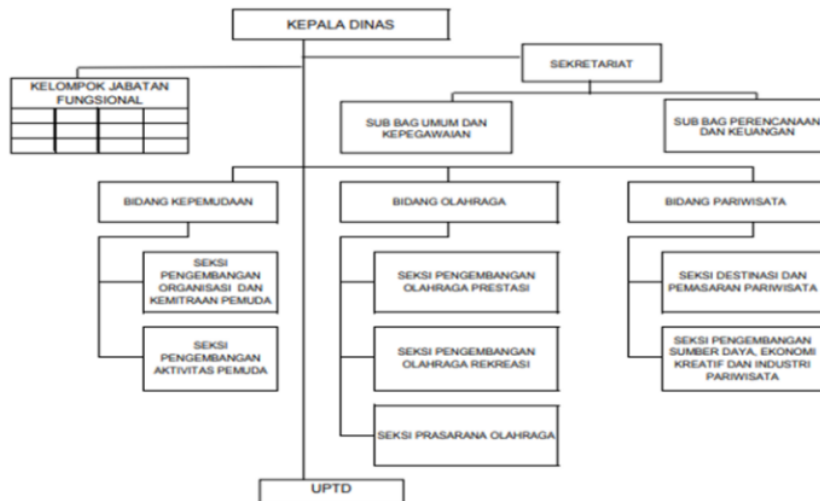 KEPALA DINAS
SEKRETARIAT
KELOMPOK JABATAN
FUNGSIONAL
SUB BAG UMUM DAN
KEPEGAWAIAN
SUB BAG PERENCANAAN
DAN KEUANGAN
BIDANG KEPEMUDAAN
BIDANG OLAHRAGA
BIDANG PARIWISATA
SEKSI
PENGEMBANGAN
ORGANISASI DAN
KEMITRAAN PEMUDA
SEKSI PENGEMBANGAN
OLAHRAGA PRESTASI
SEKSI DESTINASI DAN
PEMASARAN PARIWISATA
SEKSI
PENGEMBANGAN
AKTIVITAS PEMUDA
SEKSI PENGEMBANGAN
OLAHRAGA REKREASI
SEKSI PENGEMBANGAN
SUMBER DAYA, EKONOMI
KREATIF DAN INDUSTRI
PARIWISATA
SEKSI PRASARANA OLAHRAGA
UPTD